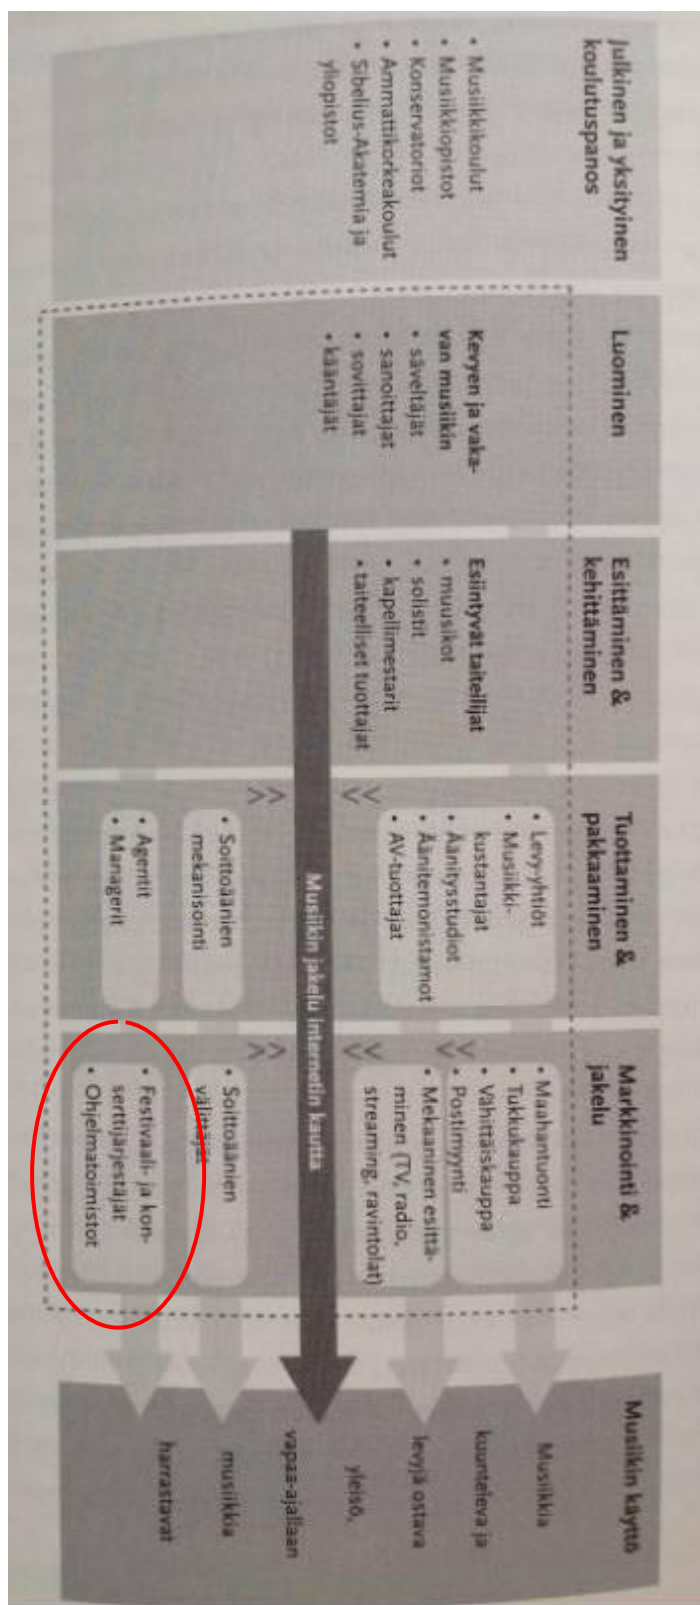 Julkinen ja yksityinen
koulutuspanos
• Musiikkikoulut
• Musiikkiopistot
• Konservatoriot
• Ammattikorkeakoulut
• Sibelius-Akatemia ja
yliopistot
Luominen
Kevyen ja vaka-
van musiikin
• säveltäjät
• sanoittajat
• sovittajat
• kääntäjät
Esittäminen &
kehittäminen
Esiintyvät taiteilijat
• muusikot
• solistit
• kapellimestarit
• taiteelliset tuottajat
Tuottaminen &
pakkaaminen
• Levy-yhtiöt
• Musiikki-
kustantajat
• Äänitysstudiot
• Äänitemonistamot
• AV-tuottajat
• Soittoäänien
mekanisointi
• Agentit
• Managerit
Markkinointi &
jakelu
• Maahantuonti
• Tukkukauppa
• Vähittäiskauppa
• Postimyynti
• Mekaaninen esittä-
minen (TV, radio,
streaming, ravintolat)
• Soittoäänien
välittäjät
• Festivaali- ja kon-
serttijärjestäjät
• Ohjelmatoimistot
Musiikin jakelu internetin kautta
Musiikin käyttö
Musiikkia
kuunteleva ja
levyjä ostava
yleisö,
vapaa-ajallaan
musiikkia
harrastavat